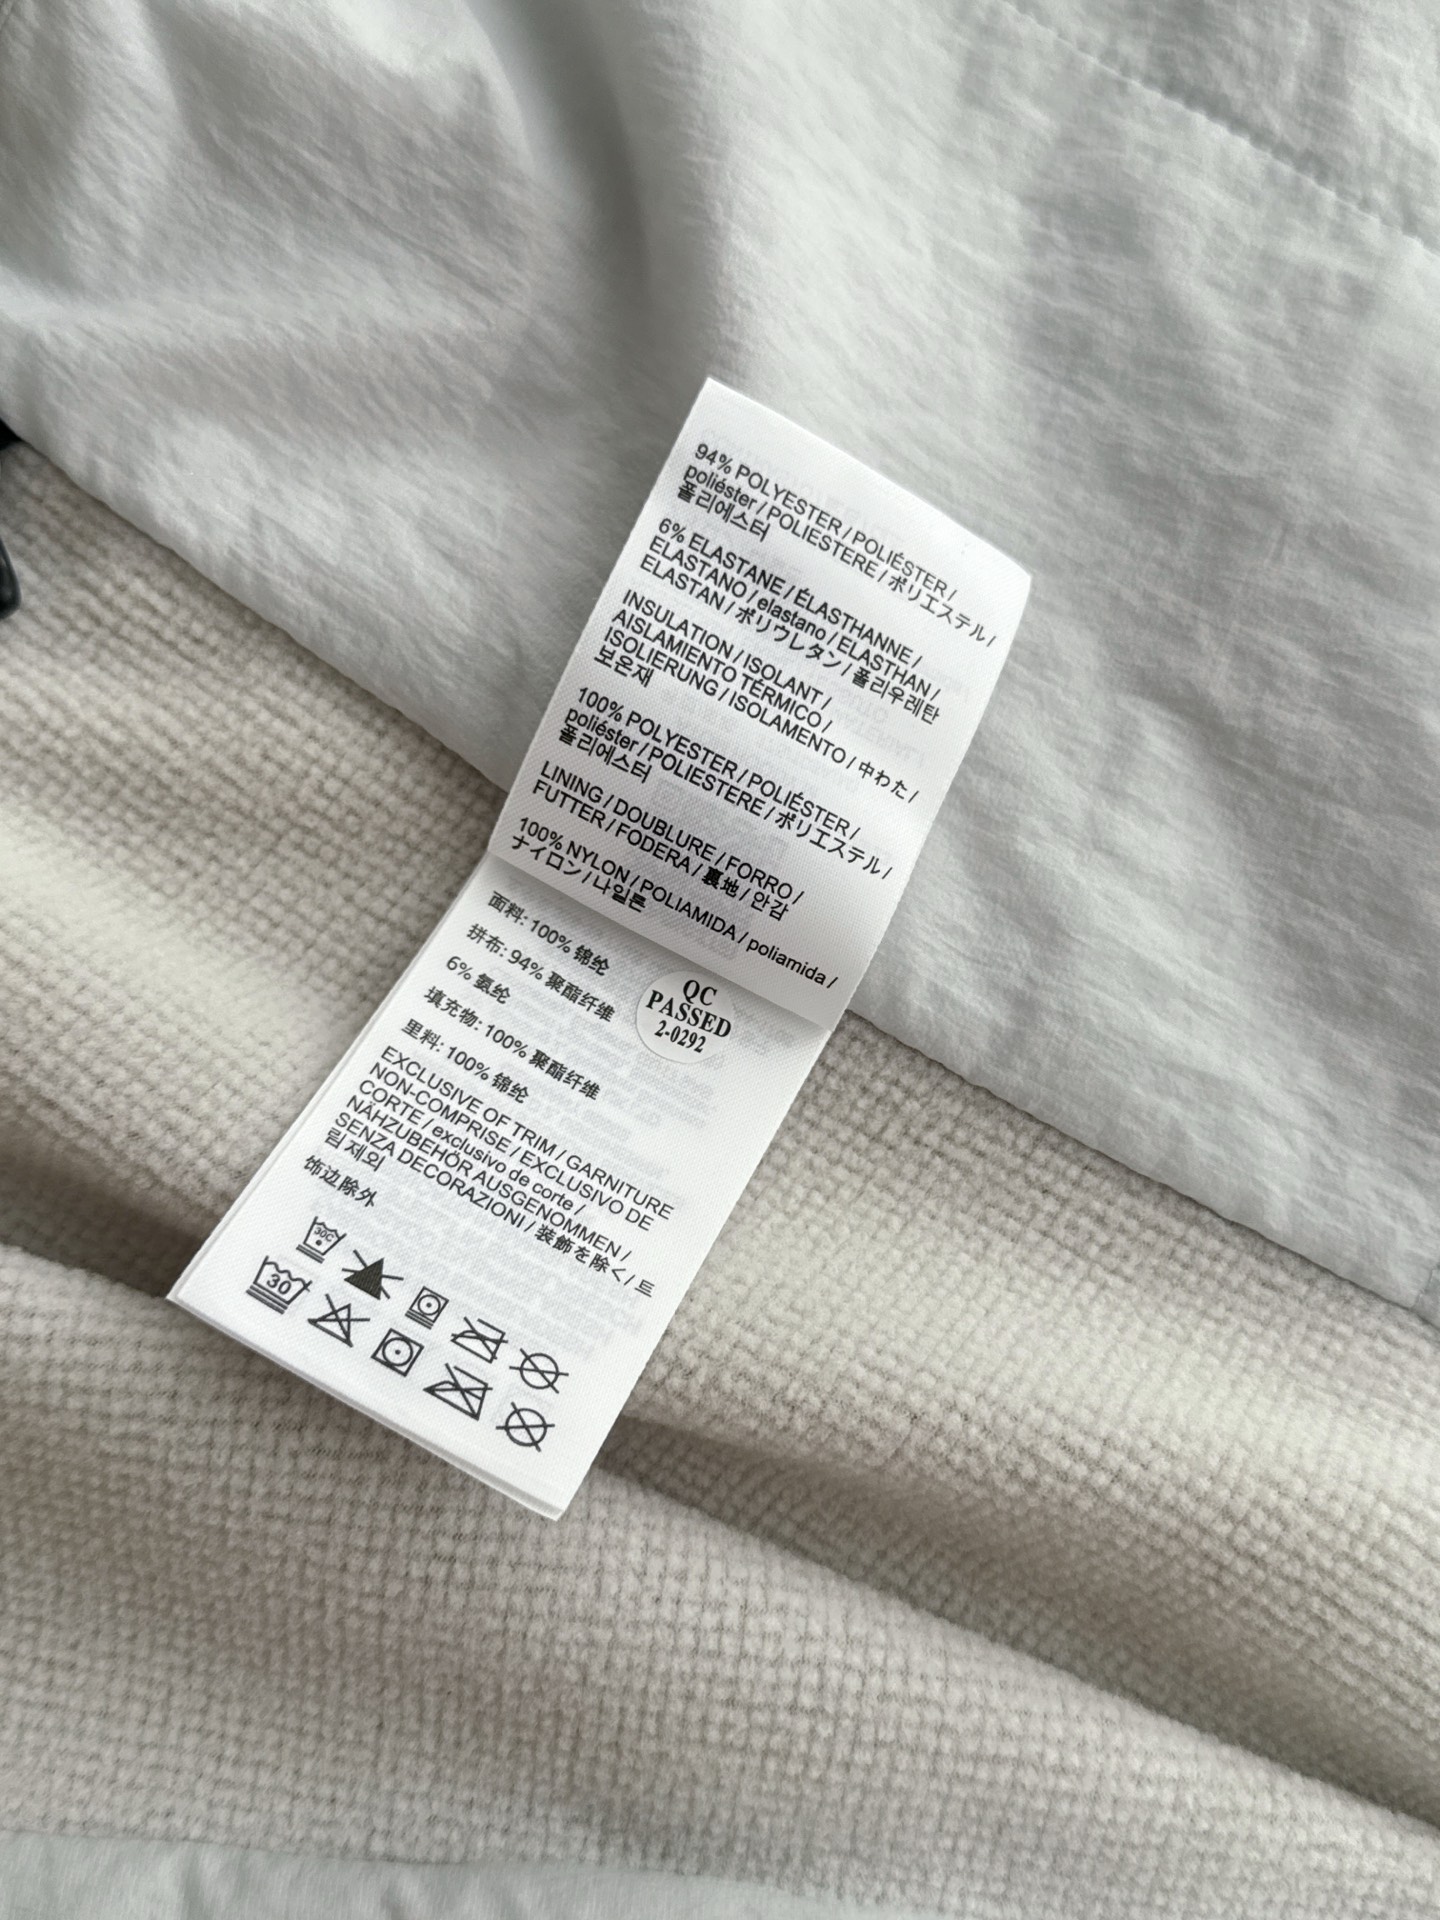 94% POLYESTER / POLIÉSTER /
poliéster / POLIESTERE / ポリエステル /
폴리에스터
6% ELASTANE / ÉLASTHANNE /
ELASTANO / elastano / ELASTHAN /
ELASTAN / ポリウレタン / 폴리우레탄
INSULATION / ISOLANT /
AISLAMIENTO TÉRMICO /
ISOLIERUNG / ISOLAMENTO / 中わた /
보온재
100% POLYESTER / POLIÉSTER /
poliéster / POLIESTERE / ポリエステル /
폴리에스터
LINING / DOUBLURE / FORRO /
FUTTER / FODERA / 裏地 / 안감
100% NYLON / POLIAMIDA / poliamida /
ナイロン / 나일론
面料: 100% 锦纶
拼布: 94% 聚酯纤维
6% 氨纶
填充物: 100% 聚酯纤维
里料: 100% 锦纶
QC
PASSED
2-0292
EXCLUSIVE OF TRIM / GARNITURE
NON-COMPRISE / EXCLUSIVO DE
CORTE / exclusivo de corte /
NÄHZUBEHÖR AUSGENOMMEN /
SENZA DECORAZIONI / 装飾を除く / 트
림 제외
饰边除外
30C
30